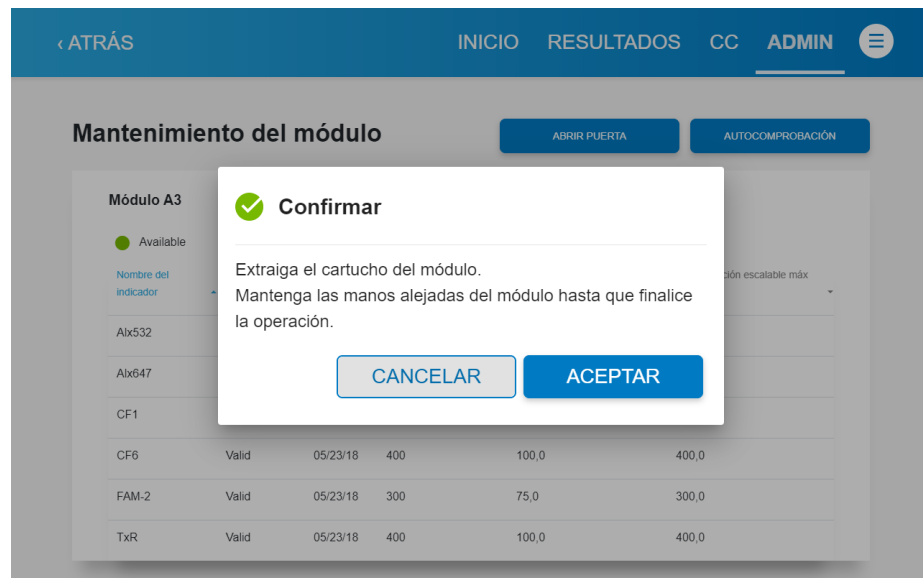 ‹ ATRÁS INICIO RESULTADOS CC ADMIN
Mantenimiento del módulo ABRIR PUERTA AUTOCOMPROBACIÓN
Módulo A3
Available
Confirmar
Extraiga el cartucho del módulo.
Mantenga las manos alejadas del módulo hasta que finalice
la operación.
CANCELAR ACEPTAR
Nombre del
indicador
escalable máx
Alx532
Alx647
CF1
CF6 Valid 05/23/18 400 100,0 400,0
FAM-2 Valid 05/23/18 300 75,0 300,0
TxR Valid 05/23/18 400 100,0 400,0